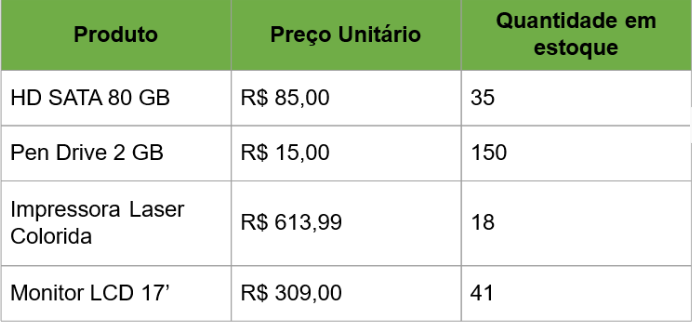 Produto Preço Unitário Quantidade em
estoque
HD SATA 80 GB R$ 85,00 35
Pen Drive 2 GB R$ 15,00 150
Impressora Laser
Colorida R$ 613,99 18
Monitor LCD 17’ R$ 309,00 41